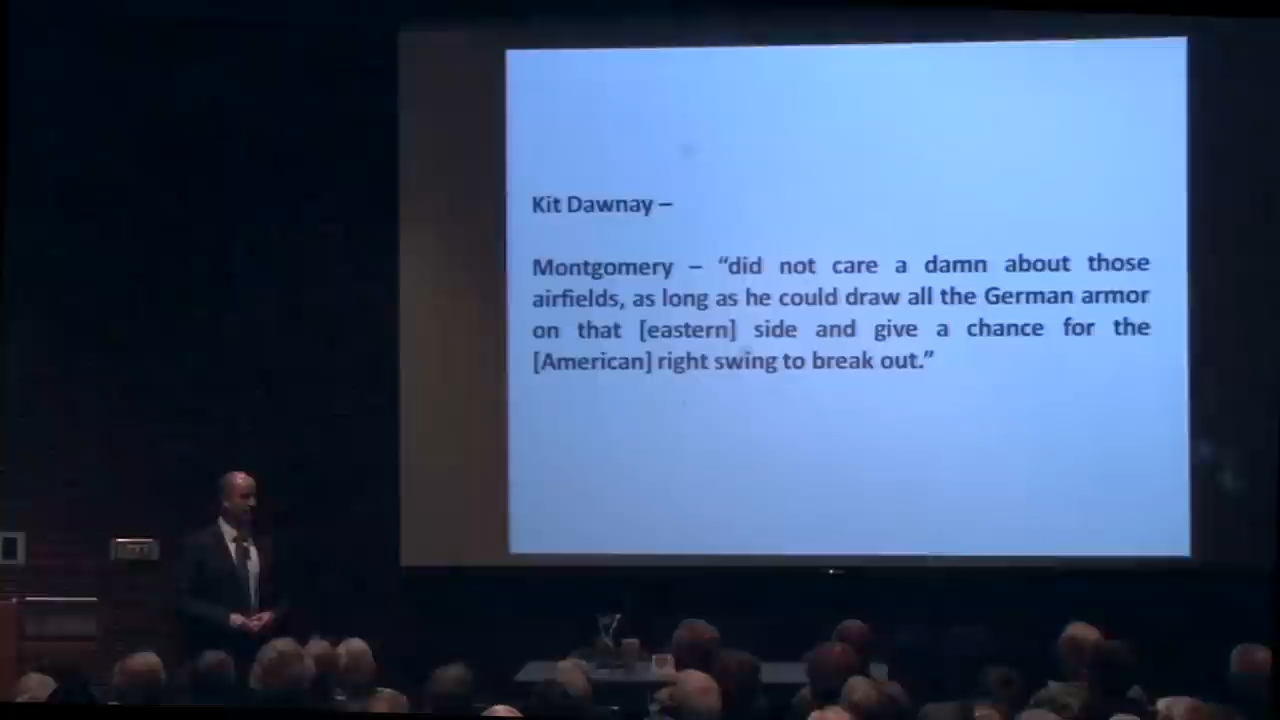 Kit Dawnay –
Montgomery – “did not care a damn about those
airfields, as long as he could draw all the German armor
on that [eastern] side and give a chance for the
[American] right swing to break out.”